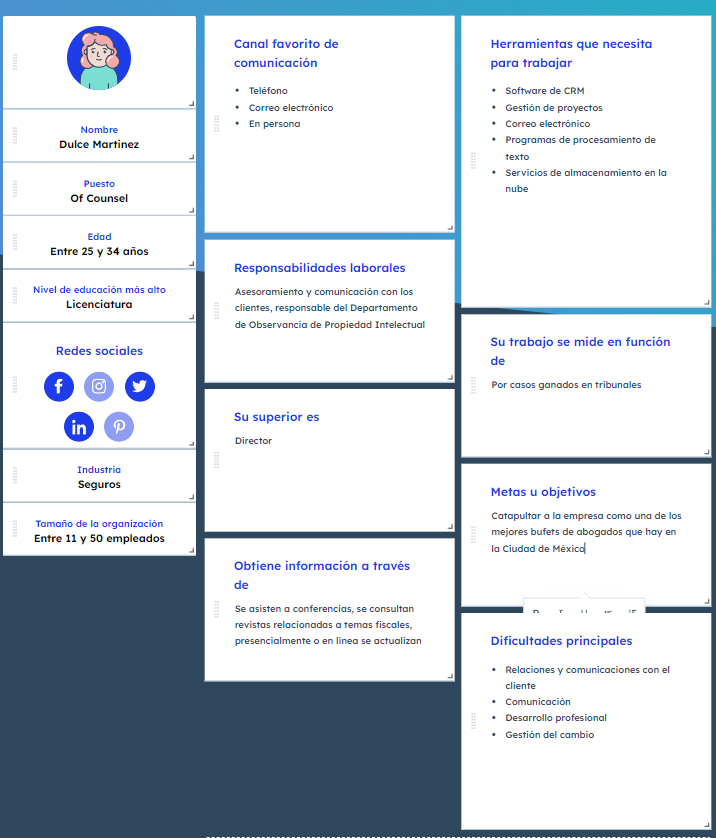 Nombre
Dulce Martinez
Puesto
Of Counsel
Edad
Entre 25 y 34 años
Nivel de educación más alto
Licenciatura
Redes sociales
Industria
Seguros
Tamaño de la organización
Entre 11 y 50 empleados
Canal favorito de
comunicación
• Teléfono
• Correo electrónico
• En persona
Responsabilidades laborales
Asesoramiento y comunicación con los
clientes, responsable del Departamento
de Observancia de Propiedad Intelectual
Su superior es
Director
Obtiene información a través
de
Se asisten a conferencias, se consultan
revistas relacionadas a temas fiscales,
presencialmente o en linea se actualizan
Herramientas que necesita
para trabajar
• Software de CRM
• Gestión de proyectos
• Correo electrónico
• Programas de procesamiento de
texto
• Servicios de almacenamiento en la
nube
Su trabajo se mide en función
de
Por casos ganados en tribunales
Metas u objetivos
Catapultar a la empresa como una de los
mejores bufets de abogados que hay en
la Ciudad de México
Dificultades principales
• Relaciones y comunicaciones con el
cliente
• Comunicación
• Desarrollo profesional
• Gestión del cambio